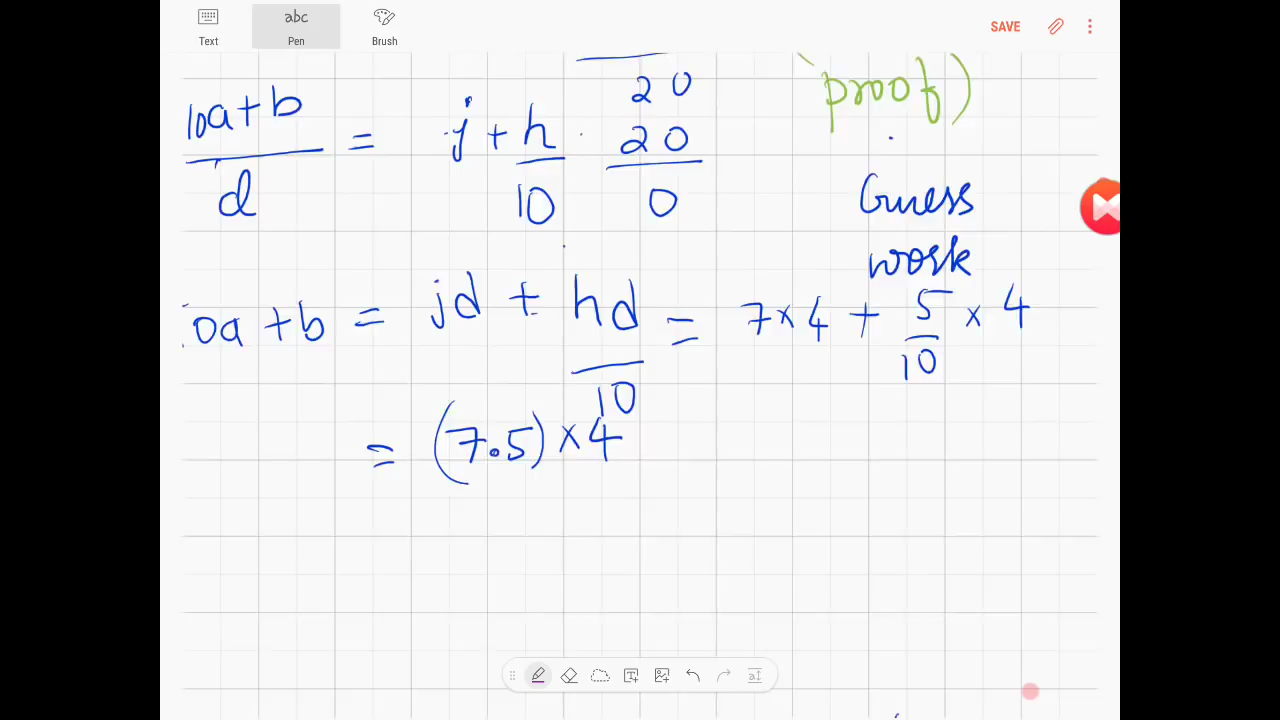 Text
abc
Pen
Brush
SAVE
20
20
0
proof)
Guess
work
10a+b/d = j + h/10
0a + b = jd + hd/10 = 7×4 + 5/10 × 4
= (7.5) × 4